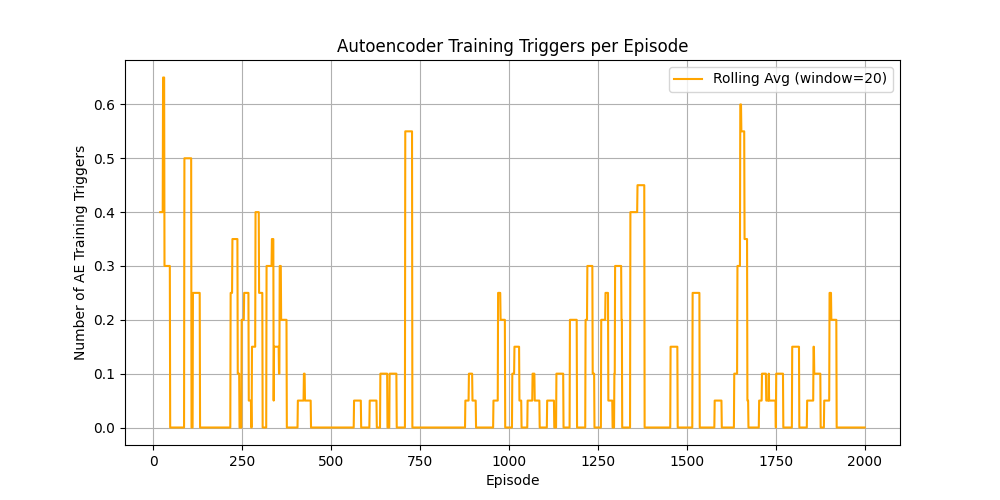 Autoencoder Training Triggers per Episode
Rolling Avg (window=20)
Number of AE Training Triggers
0.6
0.5
0.4
0.3
0.2
0.1
0.0
0 250 500 750 1000 1250 1500 1750 2000
Episode